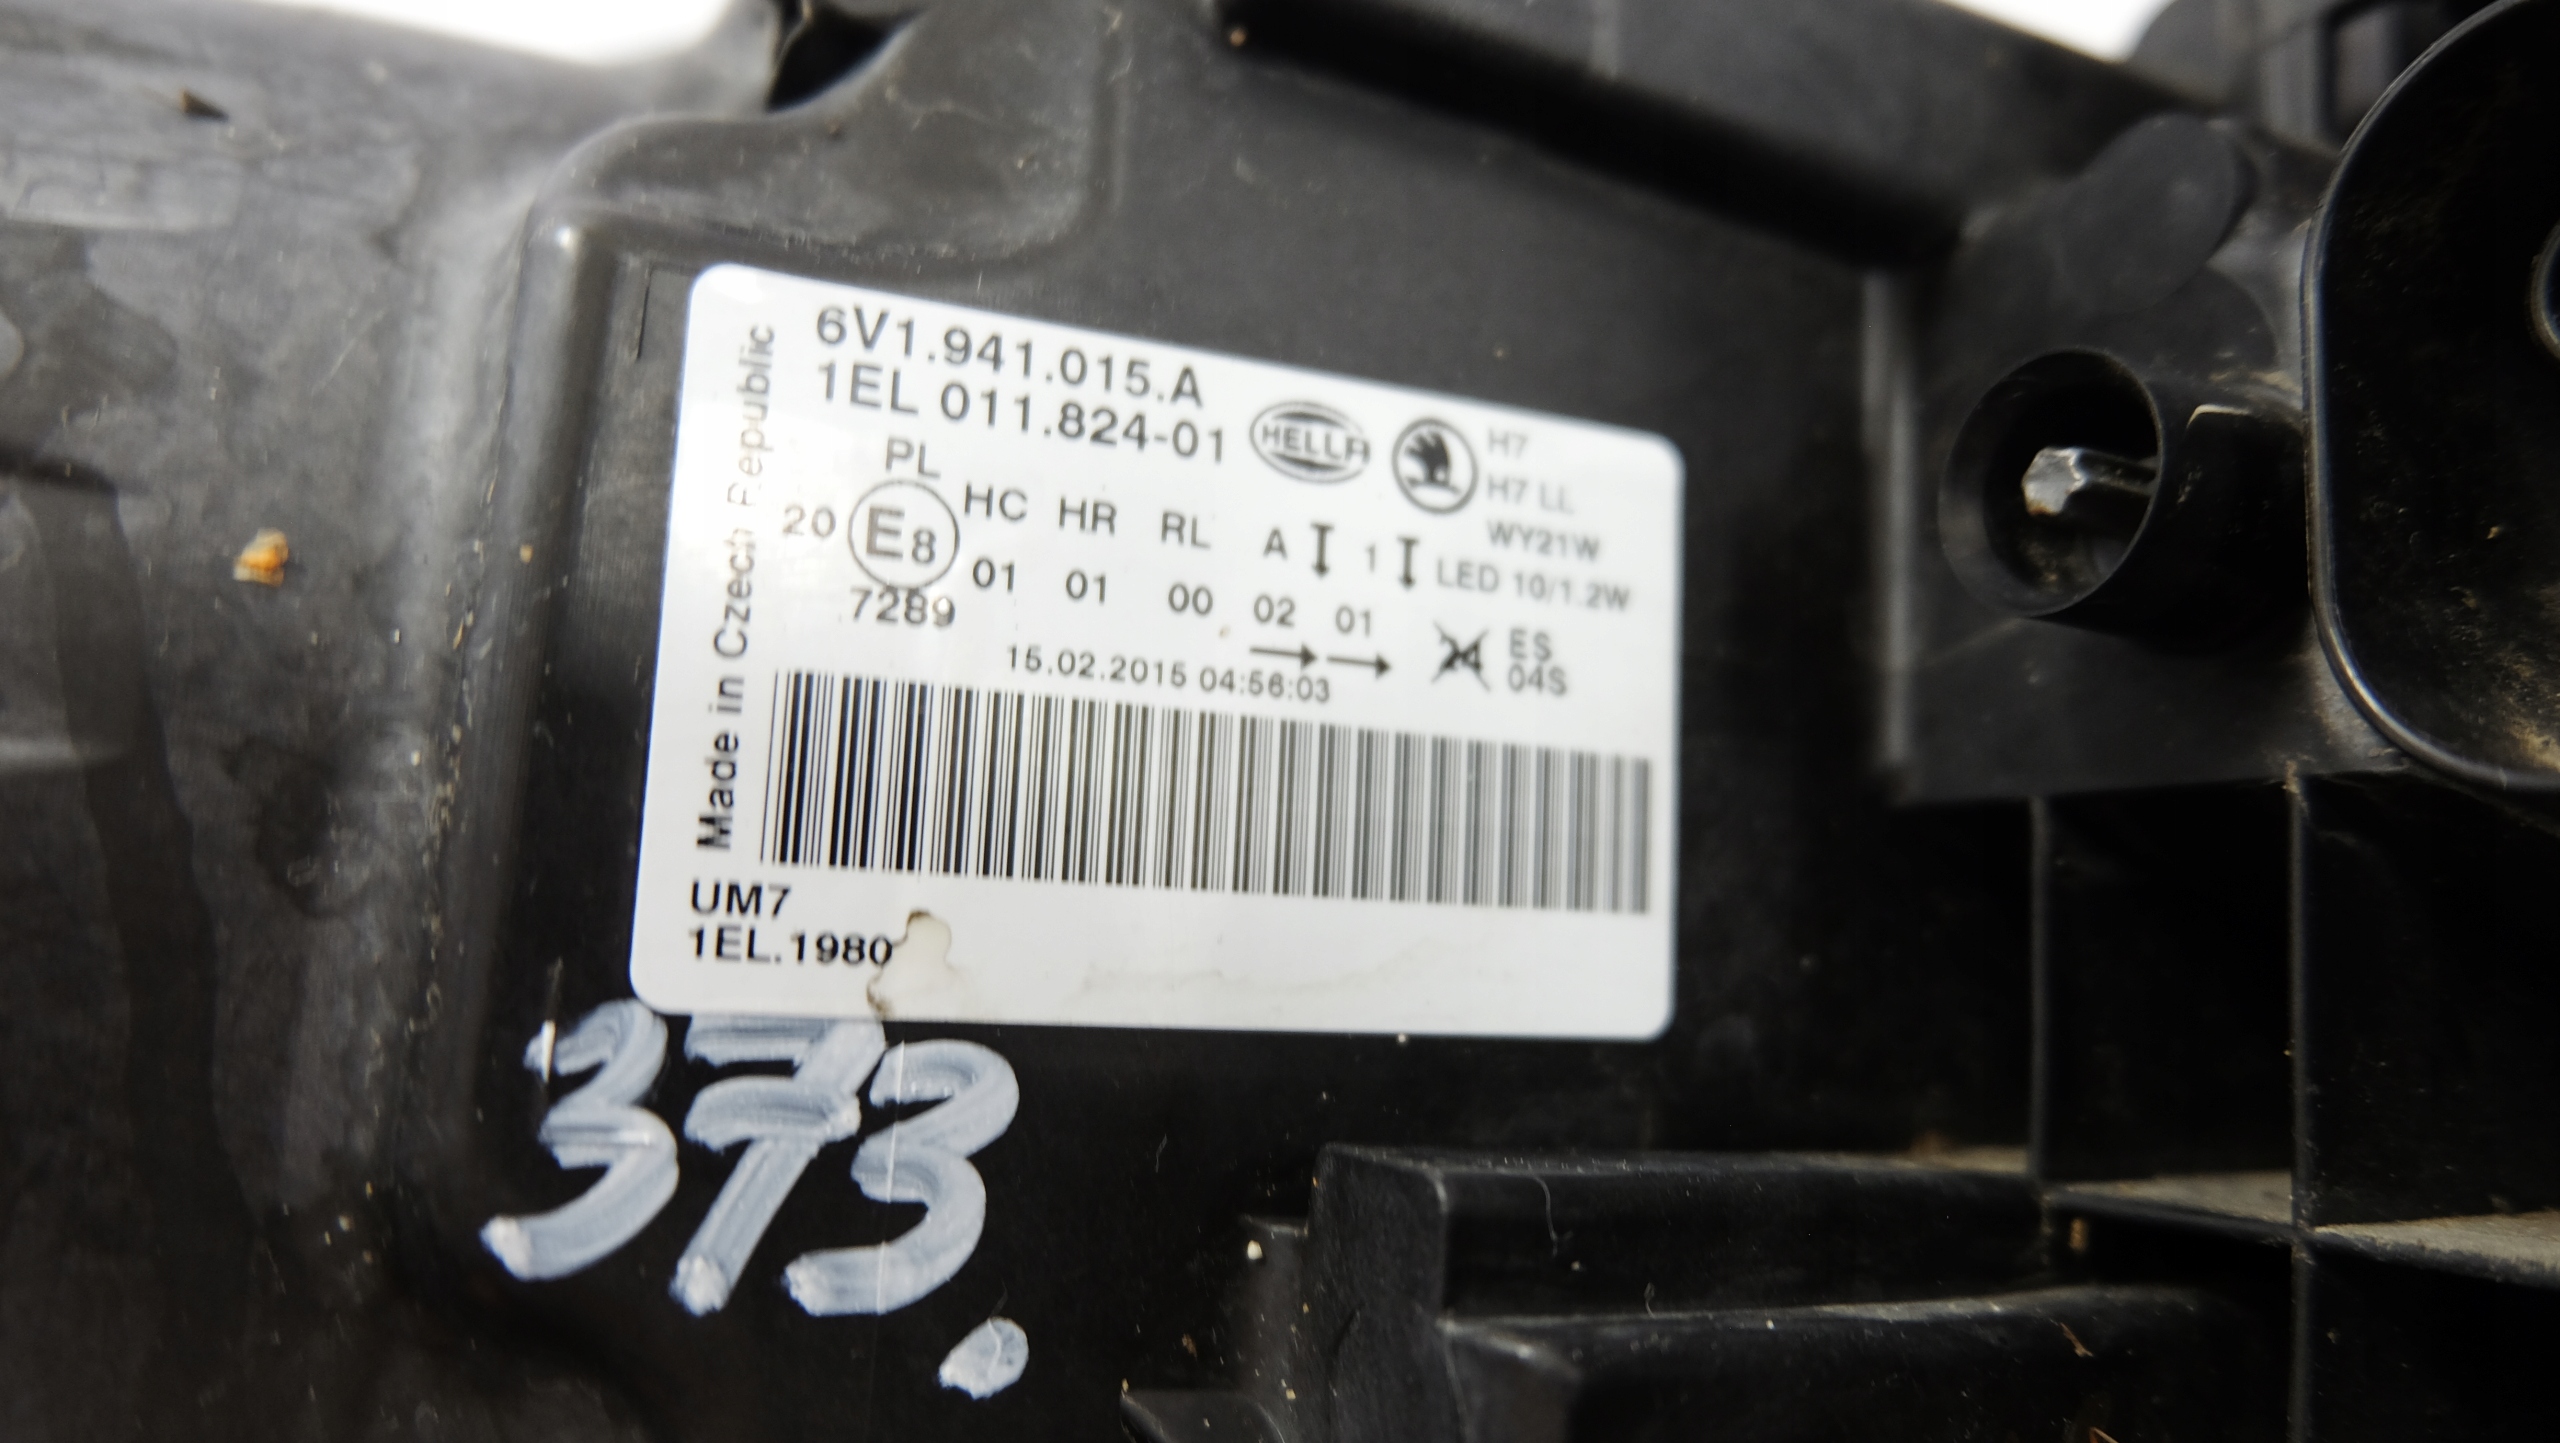 6V1.941.015.A
1EL 011.824-01
HELLA
H7
H7 LL
WY21W
LED 10/1.2W
PL
20 E8 HC HR RL A 1
01 01 00 02 01
7289
24 ES
04S
15.02.2015 04:56:03
Made in Czech Republic
UM7
1EL.1980
373.